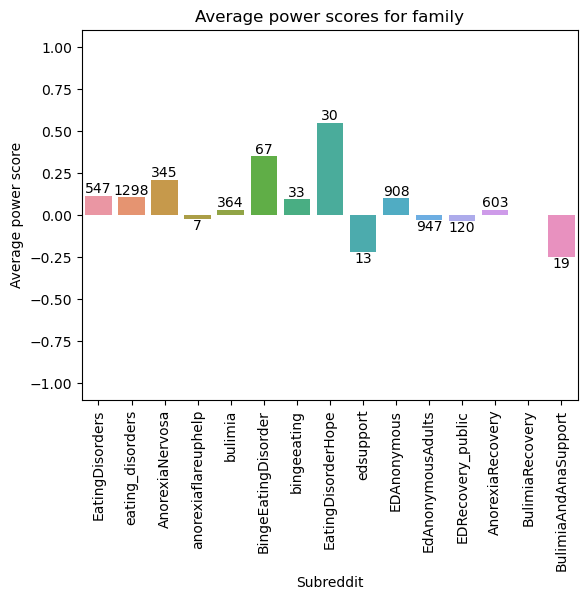 Average power scores for family
1.00
0.75
0.50
0.25
0.00
−0.25
−0.50
−0.75
−1.00
Average power score
547
1298
345
7
364
67
33
30
13
908
947
120
603
19
EatingDisorders
eating_disorders
AnorexiaNervosa
anorexiaflareuphelp
bulimia
BingeEatingDisorder
bingeeating
EatingDisorderHope
edsupport
EDAnonymous
EdAnonymousAdults
EDRecovery_public
AnorexiaRecovery
BulimiaRecovery
BulimiaAndAnaSupport
Subreddit